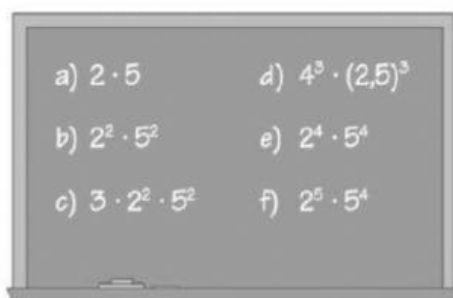 a) 2 · 5
b) 2² · 5²
c) 3 · 2² · 5²
d) 4³ · (2,5)³
e) 2⁴ · 5⁴
f) 2⁵ · 5⁴